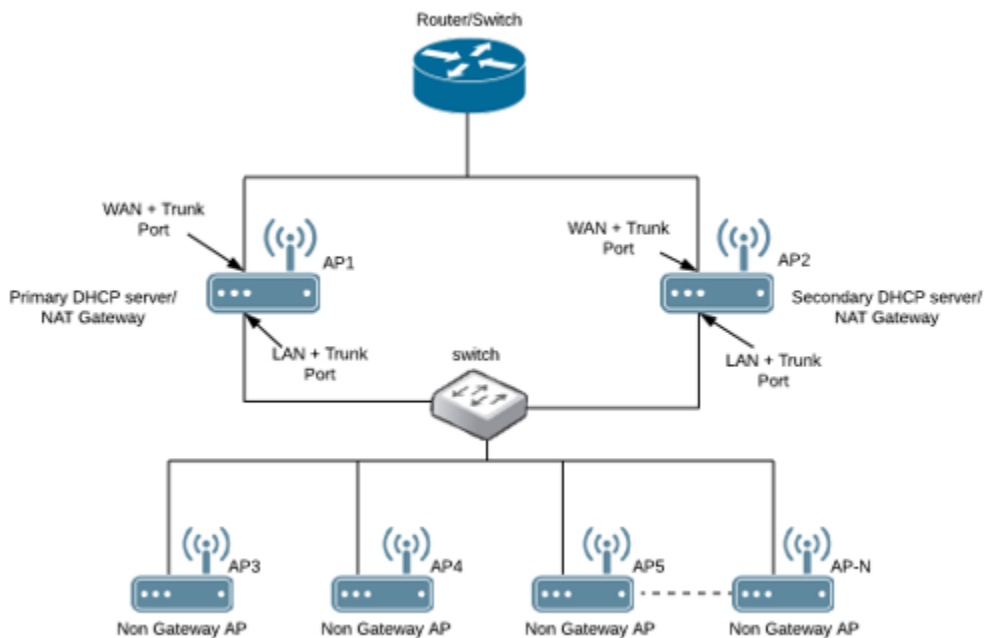 Router/Switch
WAN + Trunk
Port
AP1
Primary DHCP server/
NAT Gateway
LAN + Trunk
Port
WAN + Trunk
Port
AP2
Secondary DHCP server/
NAT Gateway
LAN + Trunk
Port
switch
AP3
Non Gateway AP
AP4
Non Gateway AP
AP5
Non Gateway AP
AP-N
Non Gateway AP